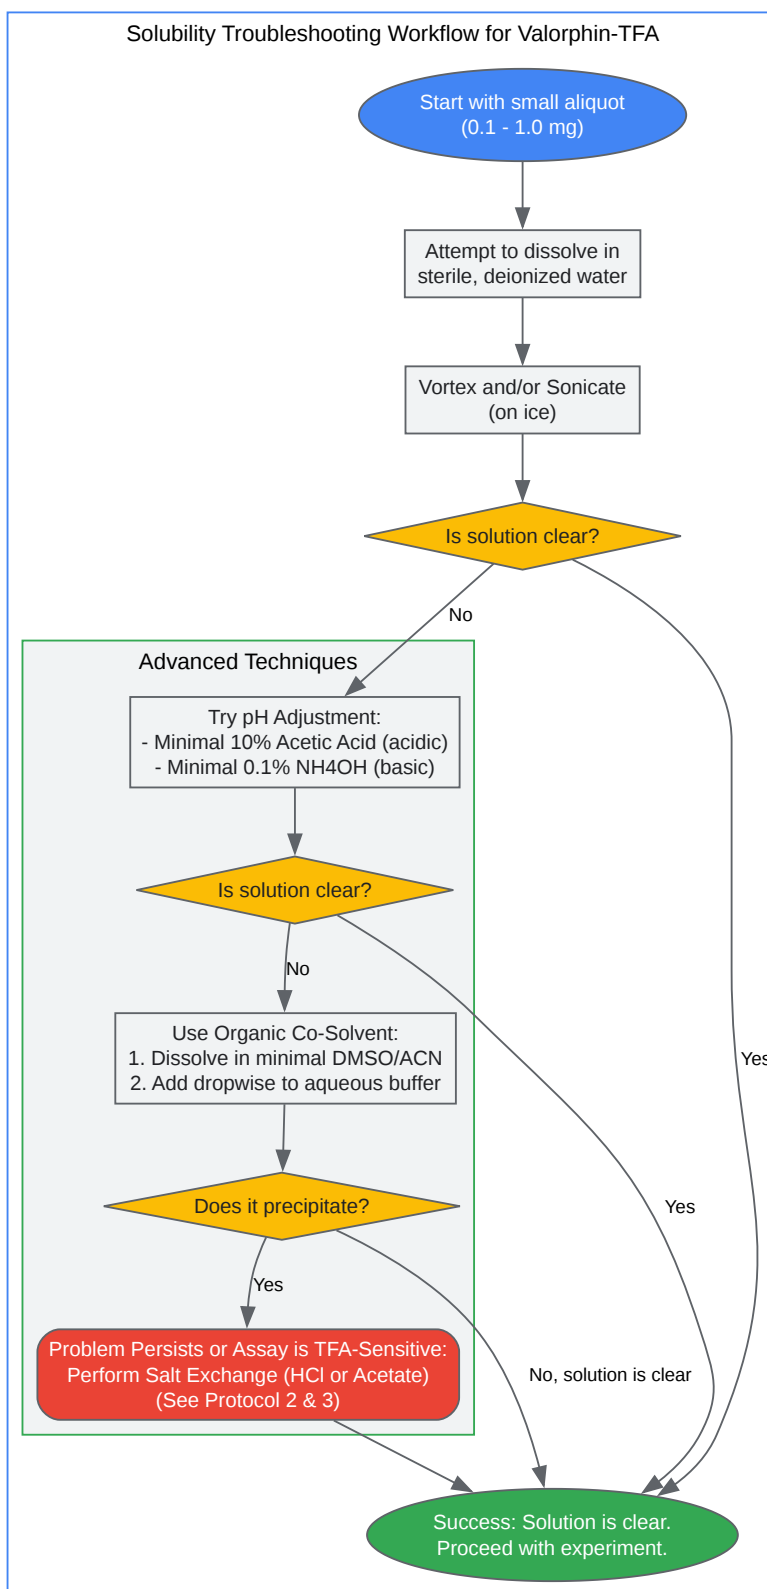 Solubility Troubleshooting Workflow for Valorphin-TFA
Start with small aliquot
(0.1 - 1.0 mg)
Attempt to dissolve in
sterile, deionized water
Vortex and/or Sonicate
(on ice)
Is solution clear?
No
Yes
Advanced Techniques
Try pH Adjustment:
- Minimal 10% Acetic Acid (acidic)
- Minimal 0.1% NH4OH (basic)
Is solution clear?
No
Yes
Use Organic Co-Solvent:
1. Dissolve in minimal DMSO/ACN
2. Add dropwise to aqueous buffer
Does it precipitate?
Yes
No, solution is clear
Problem Persists or Assay is TFA-Sensitive:
Perform Salt Exchange (HCl or Acetate)
(See Protocol 2 & 3)
Success: Solution is clear.
Proceed with experiment.